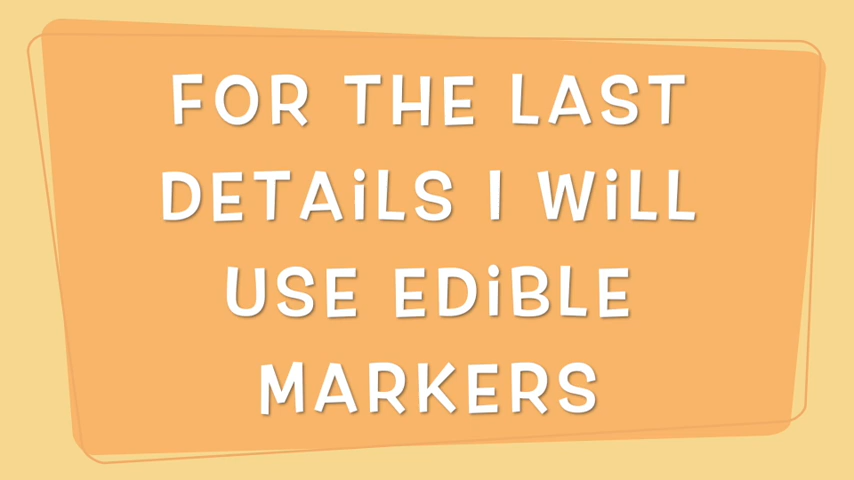 FOR THE LAST
DETAiLS I WiLL
USE EDiBLE
MARKERS